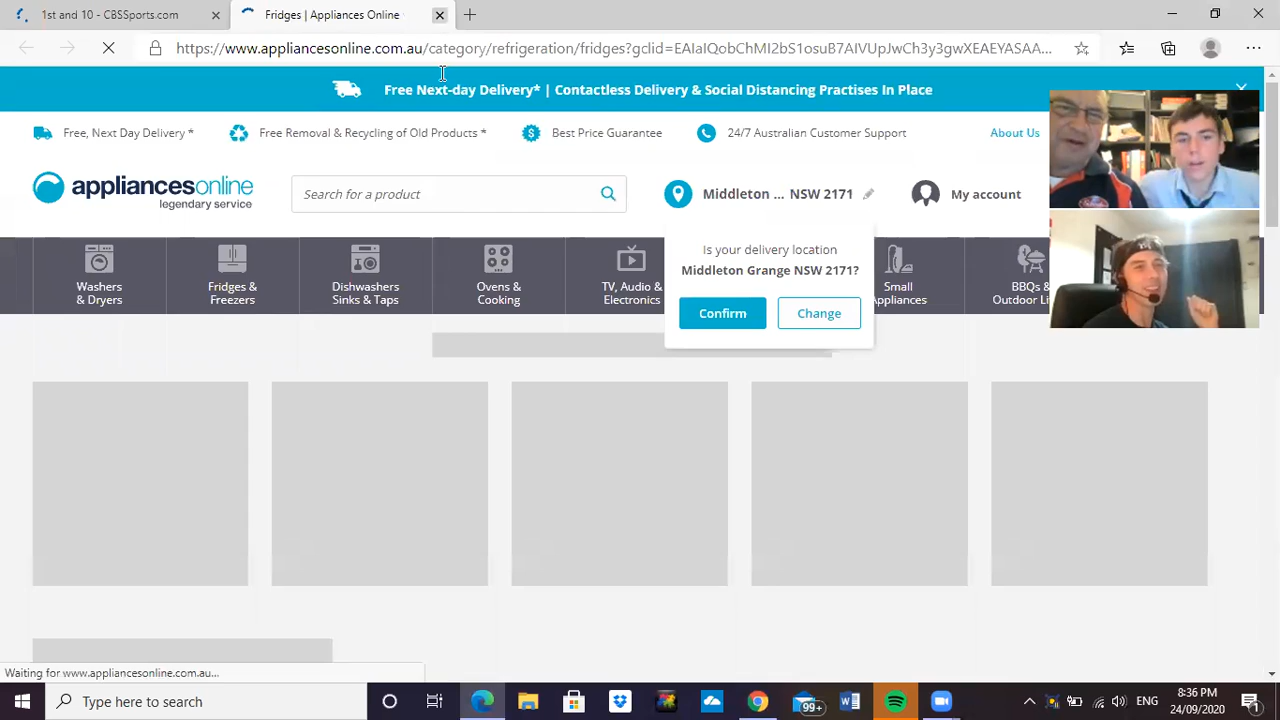 1st and 10 - CBSSports.com
Fridges | Appliances Online
https://www.appliancesonline.com.au/category/refrigeration/fridges?gclid=EAIaIQobChMI2bS1osuB7AIVUpJwCh3y3gwXEAEYASAA...
Free Next-day Delivery* | Contactless Delivery & Social Distancing Practises In Place
Free, Next Day Delivery *
Free Removal & Recycling of Old Products *
Best Price Guarantee
24/7 Australian Customer Support
About Us
appliancesonline
legendary service
Search for a product
Middleton ... NSW 2171
My account
Is your delivery location
Middleton Grange NSW 2171?
Confirm
Change
Washers
& Dryers
Fridges &
Freezers
Dishwashers
Sinks & Taps
Ovens &
Cooking
TV, Audio &
Electronics
Small
Appliances
BBQs &
Outdoor Li
Waiting for www.appliancesonline.com.au...
Type here to search
99+
ENG
8:36 PM
24/09/2020
1